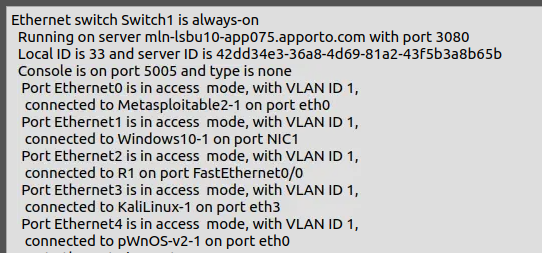 Ethernet switch Switch1 is always-on
Running on server mln-lsbu10-app075.apporto.com with port 3080
Local ID is 33 and server ID is 42dd34e3-36a8-4d69-81a2-43f5b3a8b65b
Console is on port 5005 and type is none
Port Ethernet0 is in access  mode, with VLAN ID 1,
connected to Metasploitable2-1 on port eth0
Port Ethernet1 is in access  mode, with VLAN ID 1,
connected to Windows10-1 on port NIC1
Port Ethernet2 is in access  mode, with VLAN ID 1,
connected to R1 on port FastEthernet0/0
Port Ethernet3 is in access  mode, with VLAN ID 1,
connected to KaliLinux-1 on port eth3
Port Ethernet4 is in access  mode, with VLAN ID 1,
connected to pWnOS-v2-1 on port eth0